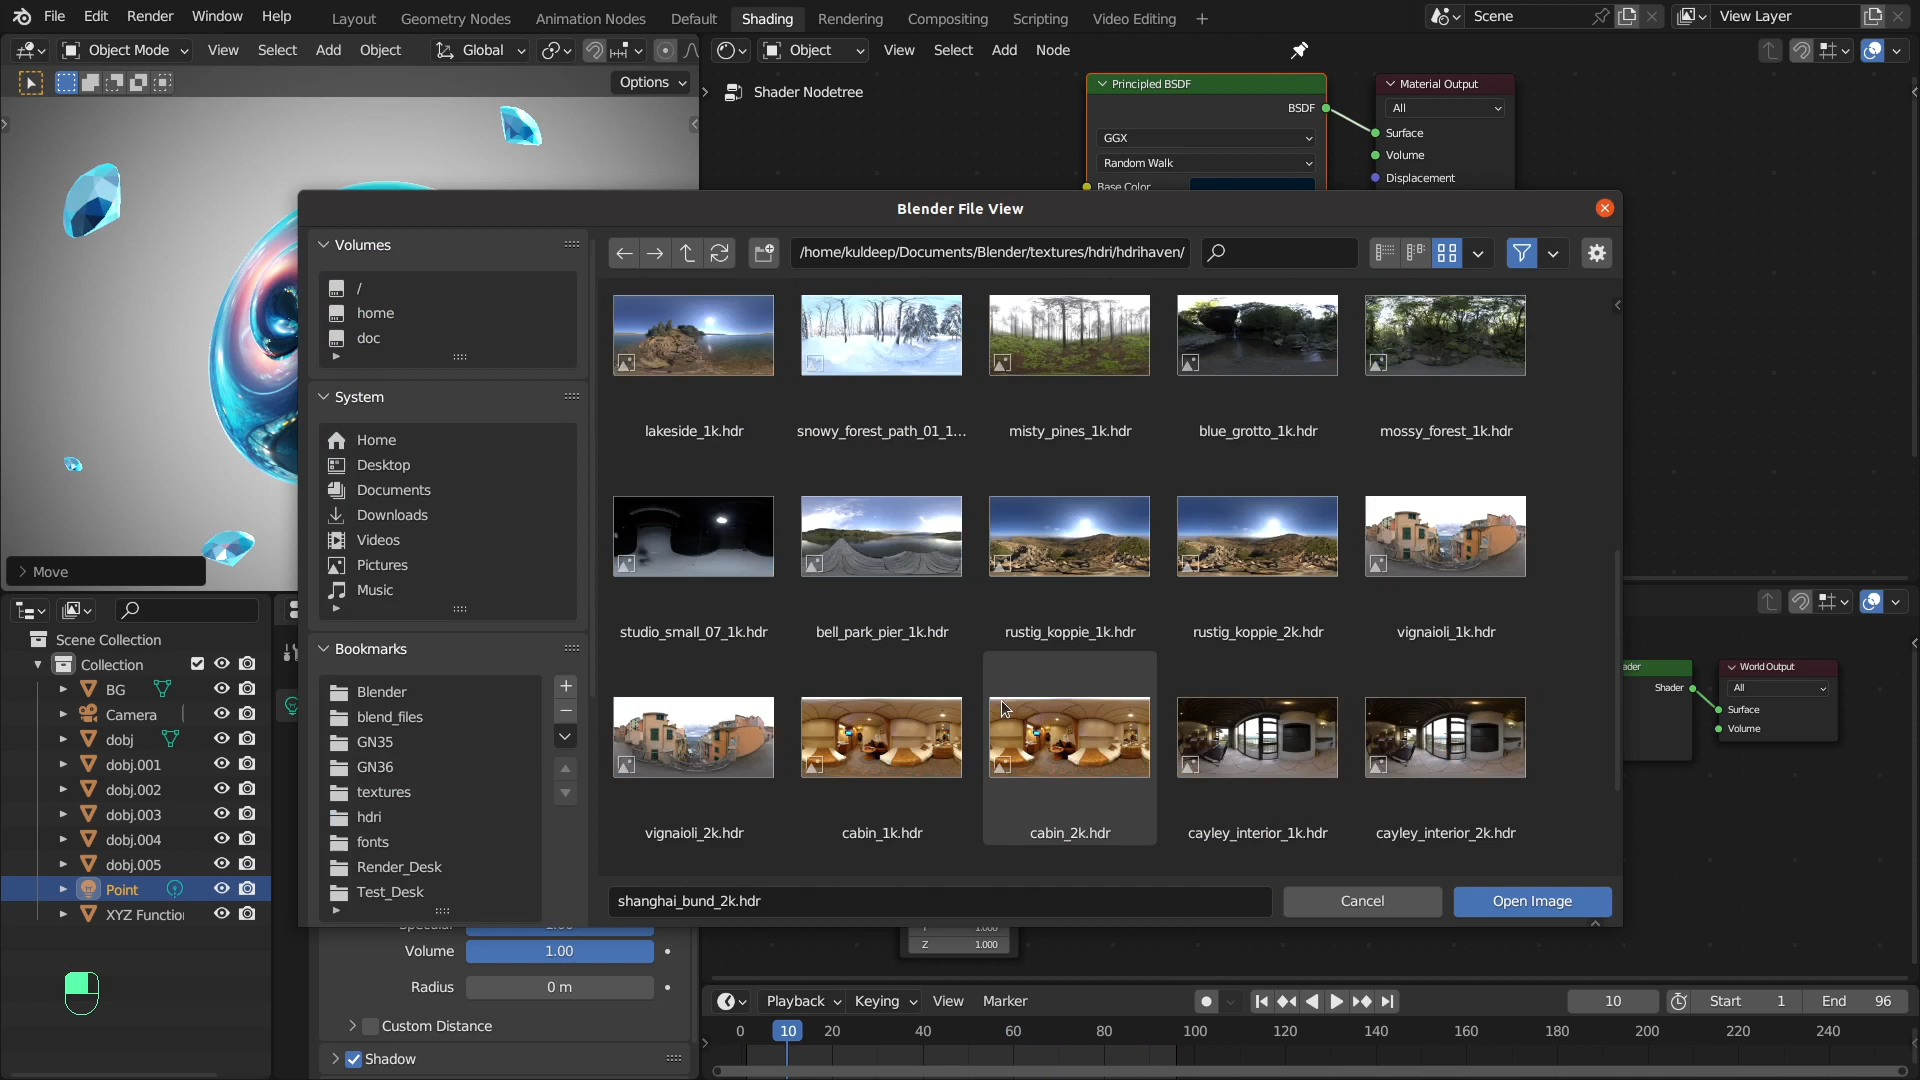 File Edit Render Window Help
Layout Geometry Nodes Animation Nodes Default Shading Rendering Compositing Scripting Video Editing +
Scene
View Layer
Object Mode View Select Add Object Global
Object View Select Add Node
Options
Shader Nodetree
Principled BSDF
BSDF
GGX
Random Walk
Base Color
Material Output
All
Surface
Volume
Displacement
Blender File View
Volumes
/
home
doc
System
Home
Desktop
Documents
Downloads
Videos
Pictures
Music
Bookmarks
Blender
blend_files
GN35
GN36
textures
hdri
fonts
Render_Desk
Test_Desk
/home/kuldeep/Documents/Blender/textures/hdri/hdrihaven/
lakeside_1k.hdr
snowy_forest_path_01_1...
misty_pines_1k.hdr
blue_grotto_1k.hdr
mossy_forest_1k.hdr
studio_small_07_1k.hdr
bell_park_pier_1k.hdr
rustig_koppie_1k.hdr
rustig_koppie_2k.hdr
vignaioli_1k.hdr
vignaioli_2k.hdr
cabin_1k.hdr
cabin_2k.hdr
cayley_interior_1k.hdr
cayley_interior_2k.hdr
shanghai_bund_2k.hdr
Cancel
Open Image
Move
Scene Collection
Collection
BG
Camera
dobj
dobj.001
dobj.002
dobj.003
dobj.004
dobj.005
Point
XYZ Function
ader
Shader
World Output
All
Surface
Volume
Specular 1.00
Volume 1.00
Radius 0 m
Custom Distance
Shadow
Y 1.000
Z 1.000
Playback Keying View Marker
10
Start 1
End 96
0 10 20 40 60 80 100 120 140 160 180 200 220 240